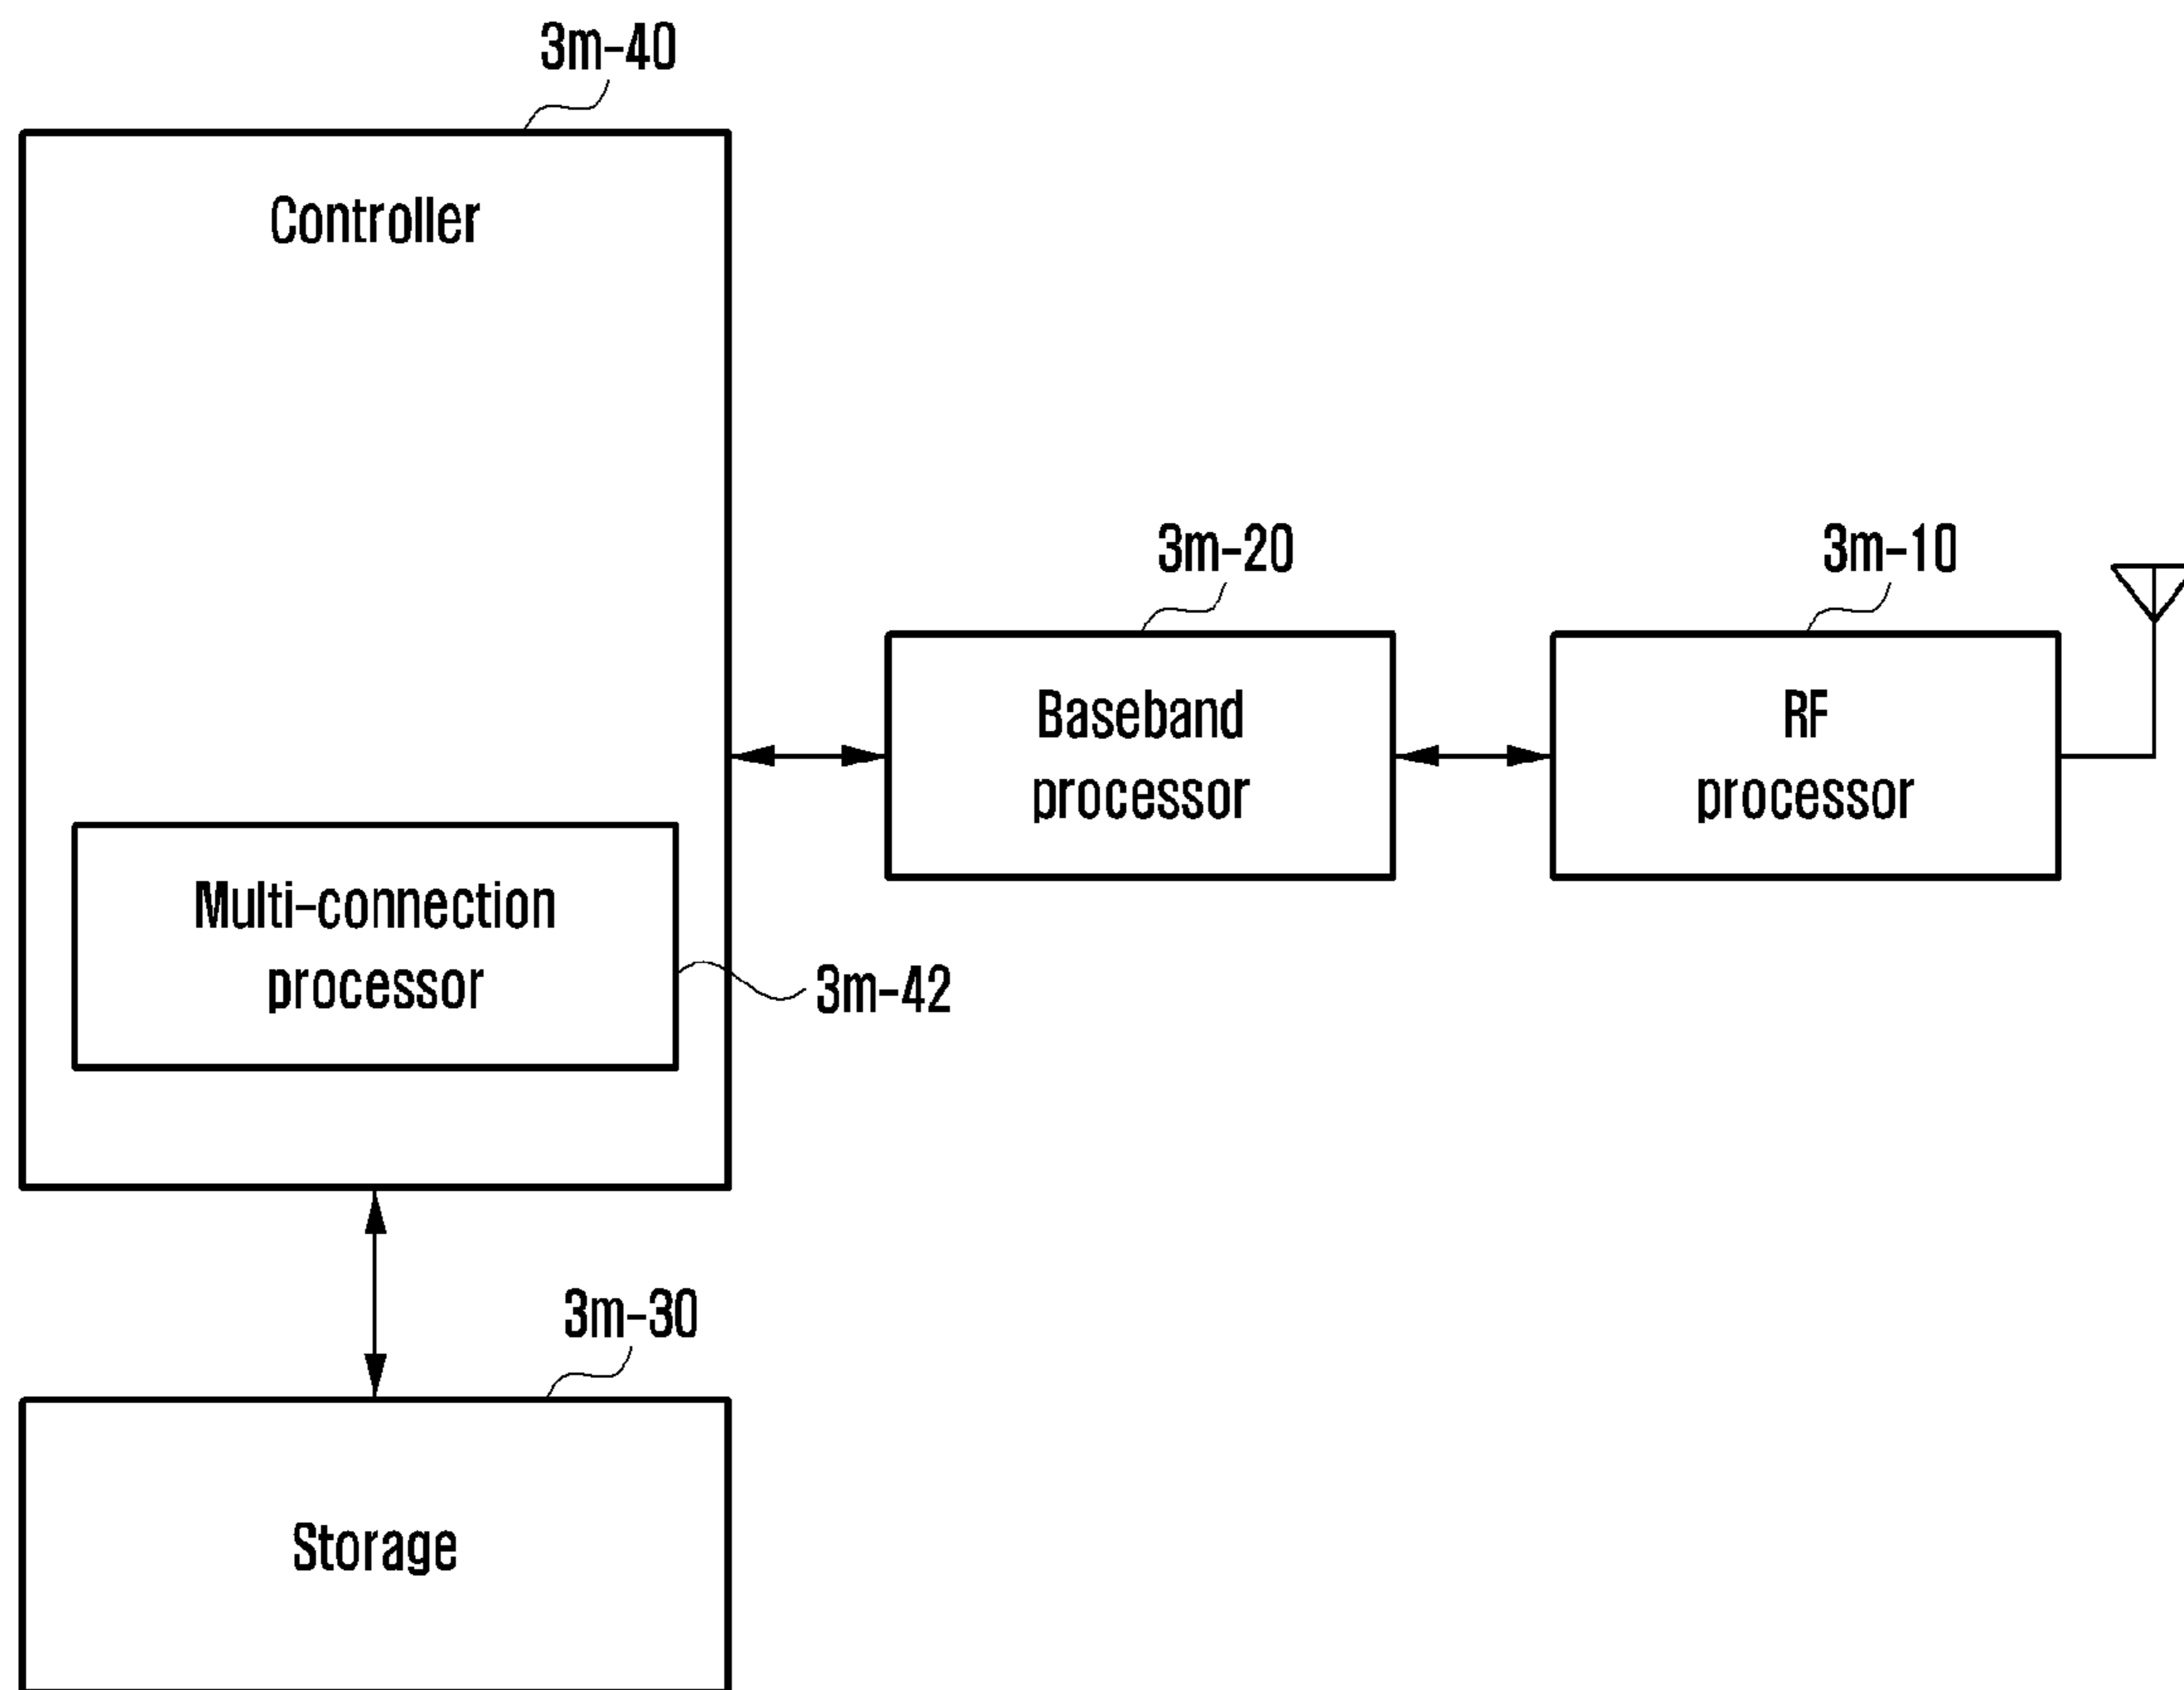 3m-40
Controller
3m-20
3m-10
Baseband
processor
RF
processor
Multi-connection
processor
3m-42
3m-30
Storage